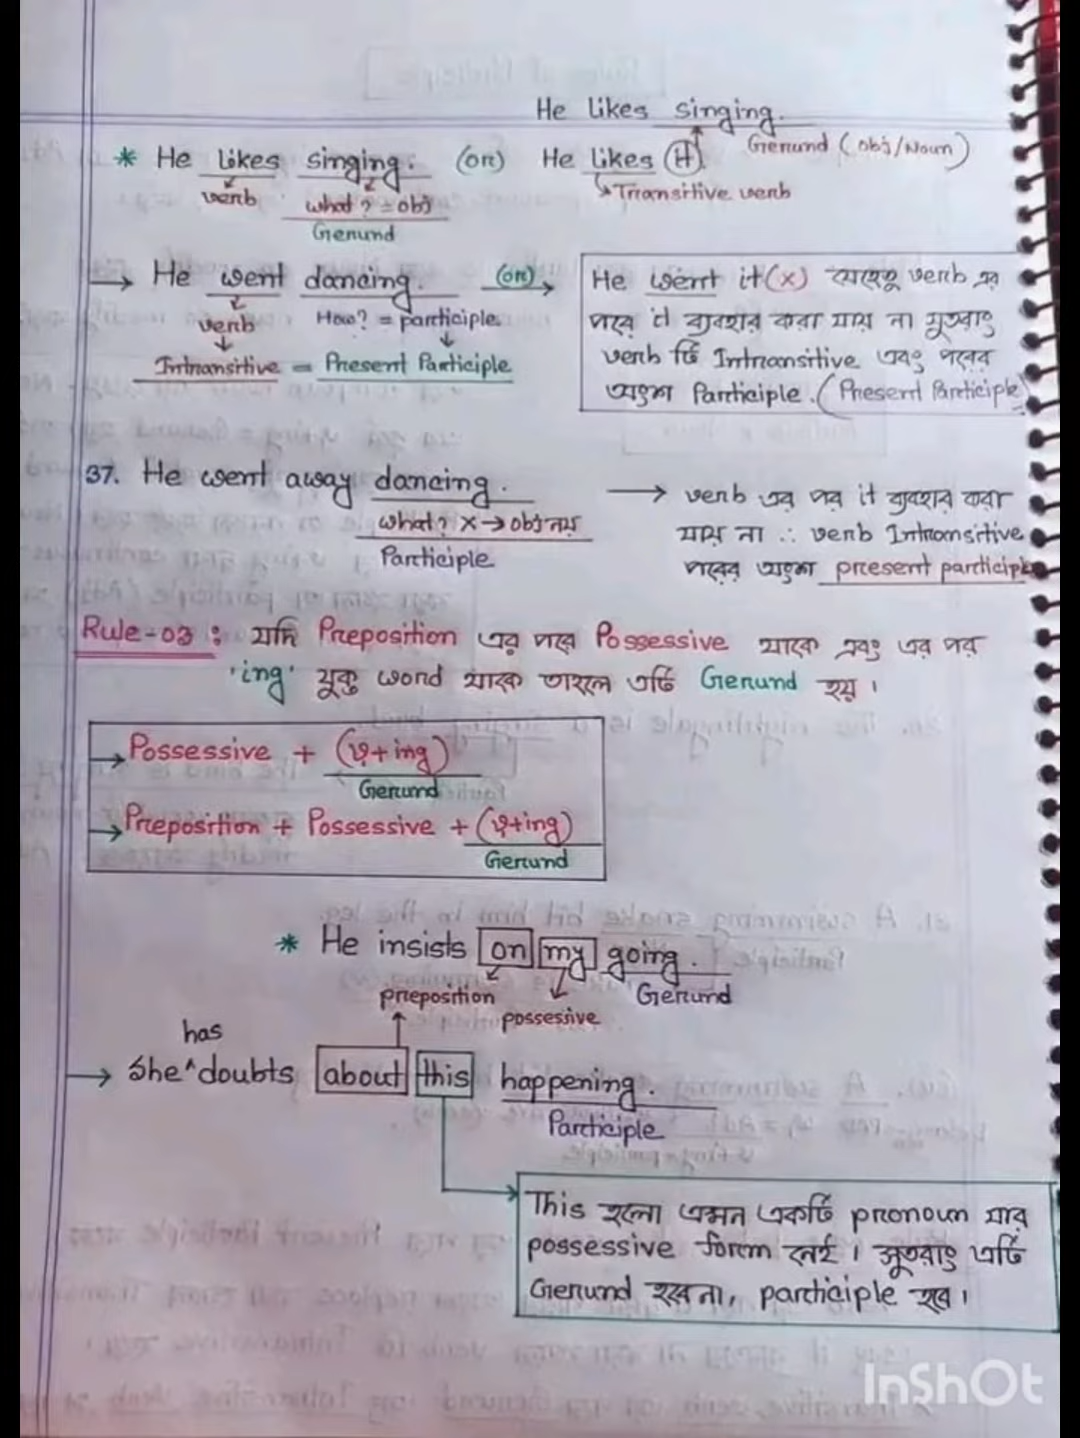 He likes singing.
Gerund (obj/Noun)
* He likes singing. (or) He likes it.
verb what? = obj Transitive verb
Gerund
→ He went dancing. (or) →
verb How? = participle
Intransitive = Present Participle
He went it(x) যেহেতু verb এর
পরে it ব্যবহার করা যায় না সুতরাং
verb টি Intransitive এবং পরের
অংশ Participle. (Present Participle)
37. He went away dancing.
what? x → obj নয়
Participle
→ verb এর পর it ব্যবহার করা
যায় না ∴ verb Intransitive
পরের অংশ present participle
Rule-03: যদি Preposition এর পরে Possessive থাকে এবং এর পর
'ing' যুক্ত word থাকে তাহলে এটি Gerund হয়।
→ Possessive + (v+ing)
Gerund
→ Preposition + Possessive + (v+ing)
Gerund
* He insists on my going.
preposition possessive Gerund
has
→ She ^ doubts about this happening.
Participle
This হলো এমন একটি pronoun যার
possessive form নেই। সুতরাং এটি
Gerund হবে না, participle হবে।
InShOt